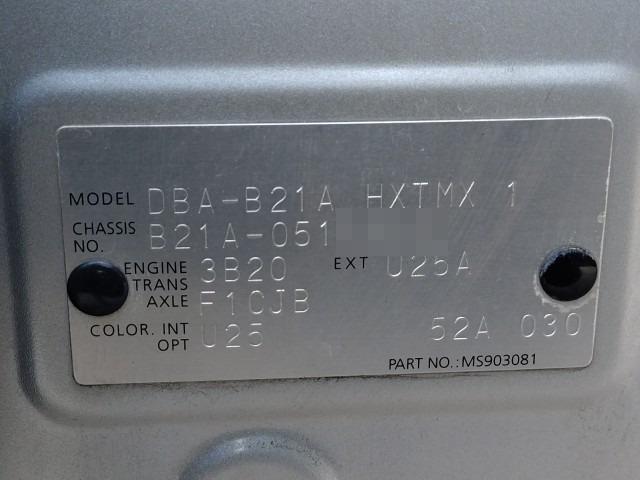 MODEL DBA-B21A HXTMX 1
CHASSIS NO. B21A-051
ENGINE 3B20 EXT U25A
TRANS AXLE F1CJB
COLOR. INT OPT U25 52A 030
PART NO.:MS903081